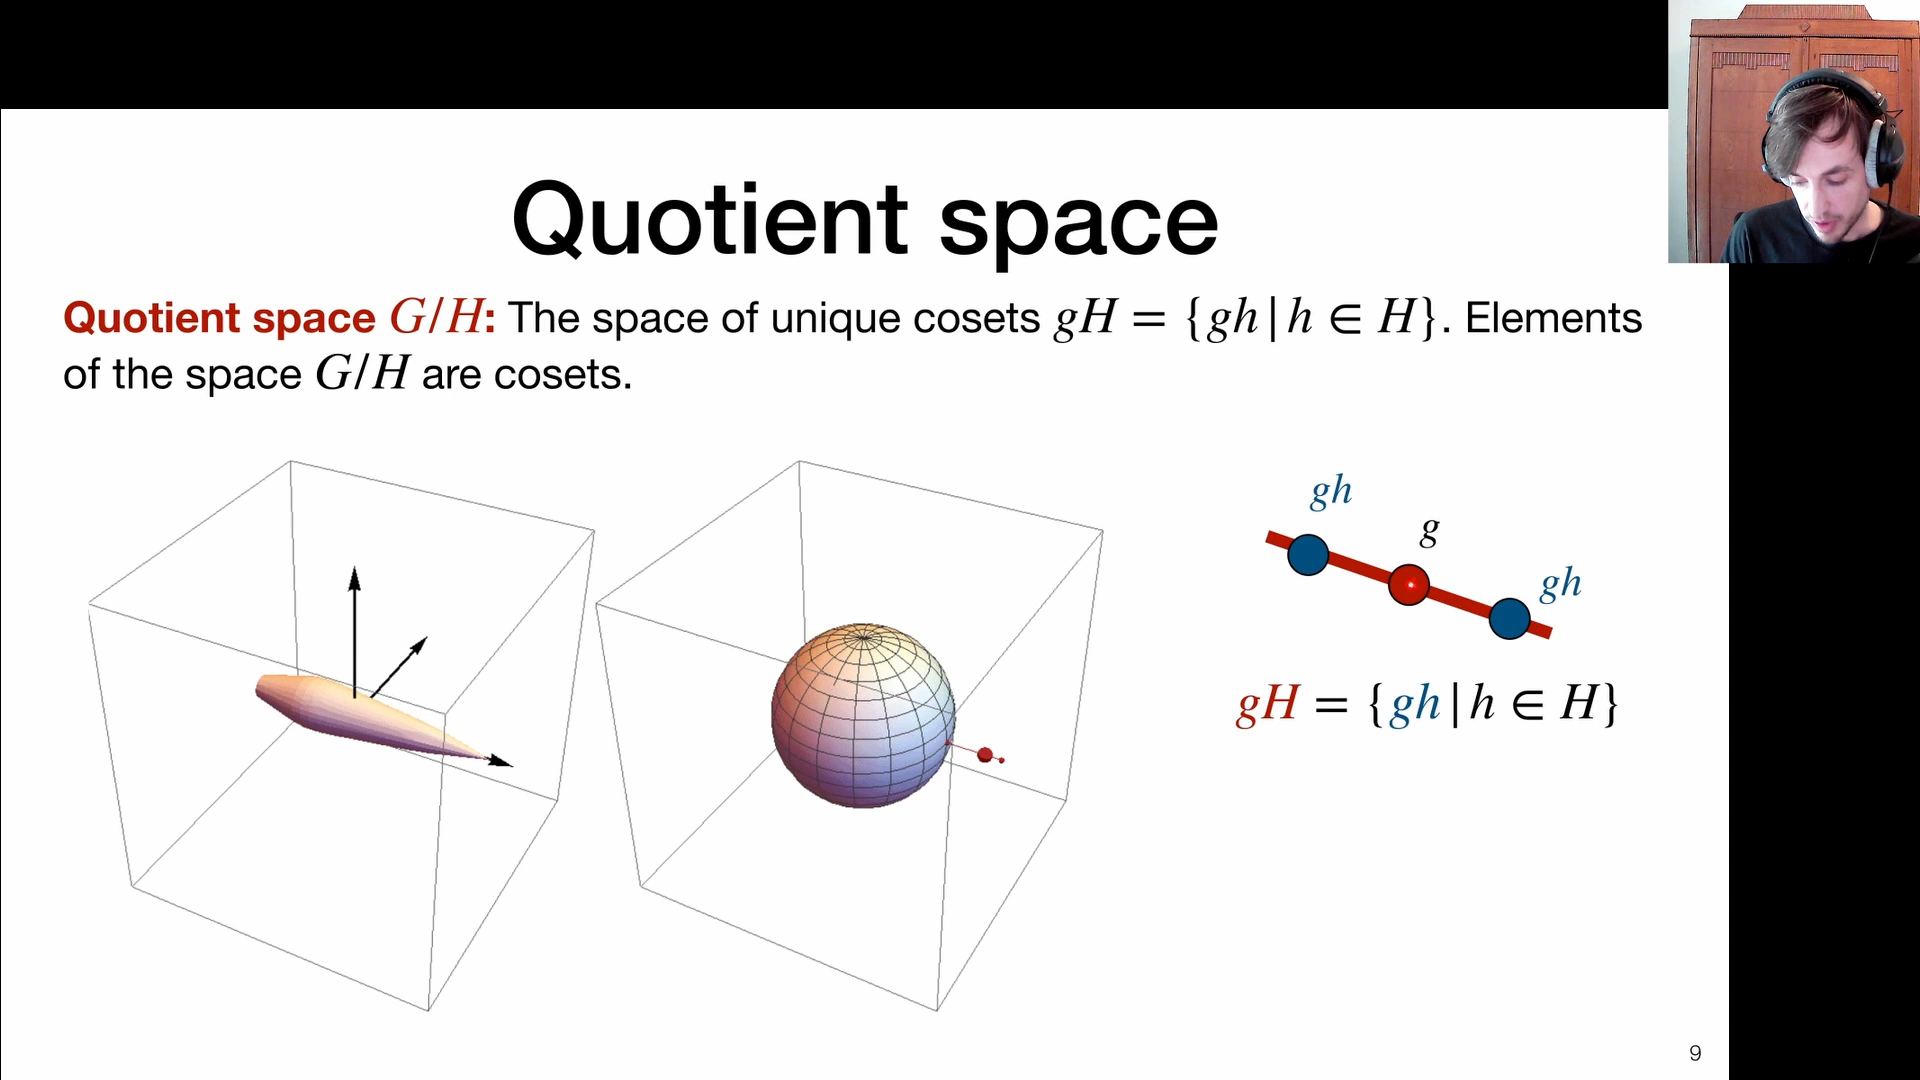 Quotient space
Quotient space G/H: The space of unique cosets gH = {gh | h ∈ H}. Elements
of the space G/H are cosets.
gh
g
gh
gH = {gh | h ∈ H}
9